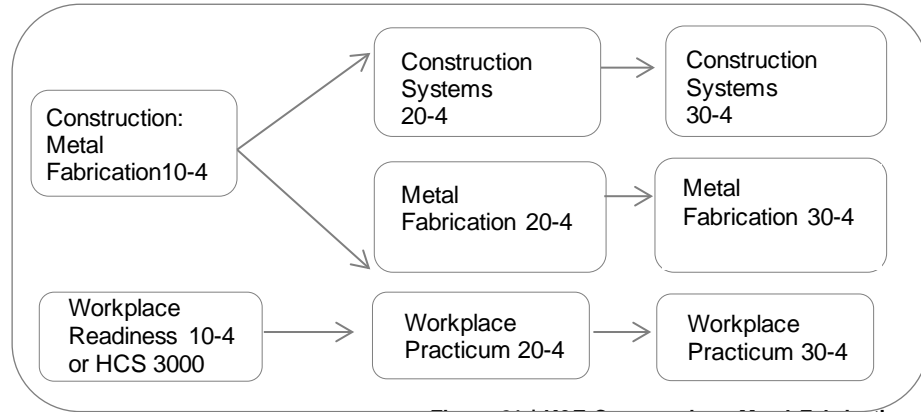 Construction:
Metal
Fabrication10-4
Construction
Systems
20-4
Construction
Systems
30-4
Metal
Fabrication 20-4
Metal
Fabrication 30-4
Workplace
Readiness 10-4
or HCS 3000
Workplace
Practicum 20-4
Workplace
Practicum 30-4